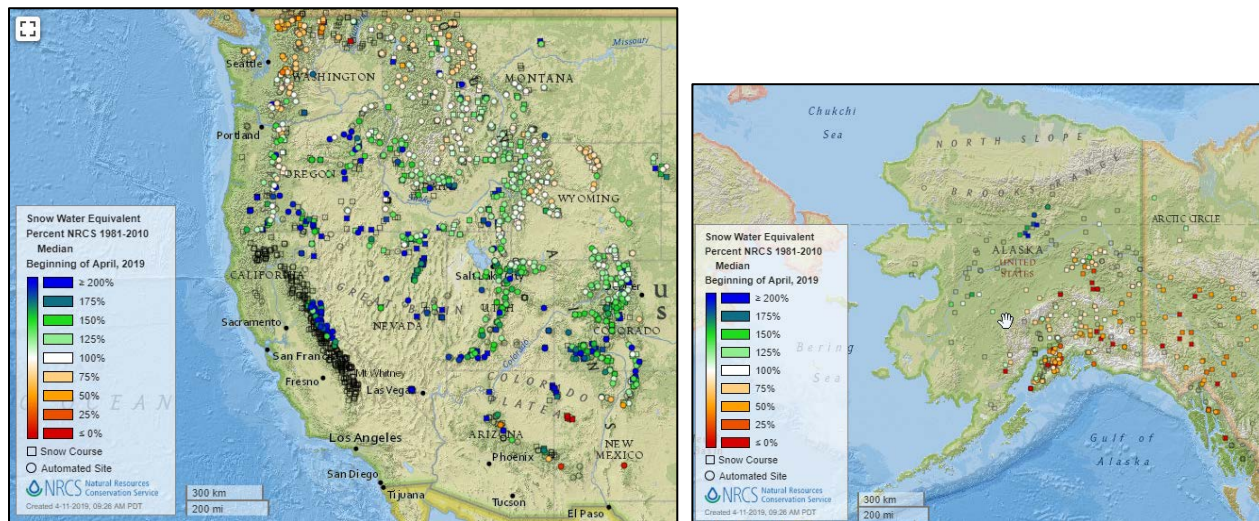 Seattle
WASHINGTON
MONTANA
Missouri
Portland
OREGON
WYOMING
Snow Water Equivalent
Percent NRCS 1981-2010
Median
Beginning of April, 2019
≥ 200%
175%
150%
125%
100%
75%
50%
25%
≤ 0%
Snow Course
Automated Site
NRCS Natural Resources
Conservation Service
Created 4-11-2019, 09:26 AM PDT
CALIFORNIA
GREAT
Salt Lake City
UTAH
us
COLORADO
Sacramento
NEVADA
San Fran
Fresno
Mt Whitney
Las Vegas
Colorado
COLORADO
PLATEA
Los Angeles
ARIZONA
Phoenix
NEW
MEXICO
San Diego
Tijuana
Tucson
El Paso
OCEAN
300 km
200 mi
Chukchi
Sea
NORTH SLOPE
BROOKS RANGE
ARCTIC CIRCLE
ALASKA
UNITED
STATES
Bering
Sea
Gulf of
Alaska
Snow Water Equivalent
Percent NRCS 1981-2010
Median
Beginning of April, 2019
≥ 200%
175%
150%
125%
100%
75%
50%
25%
≤ 0%
Snow Course
Automated Site
NRCS Natural Resources
Conservation Service
Created 4-11-2019, 09:26 AM PDT
300 km
200 mi